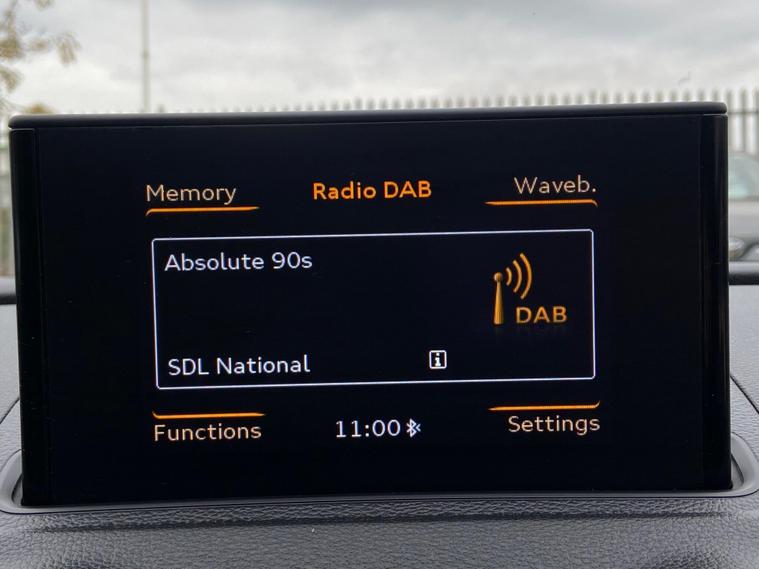 Memory
Radio DAB
Waveb.
Absolute 90s
DAB
SDL National
i
Functions
11:00
Settings